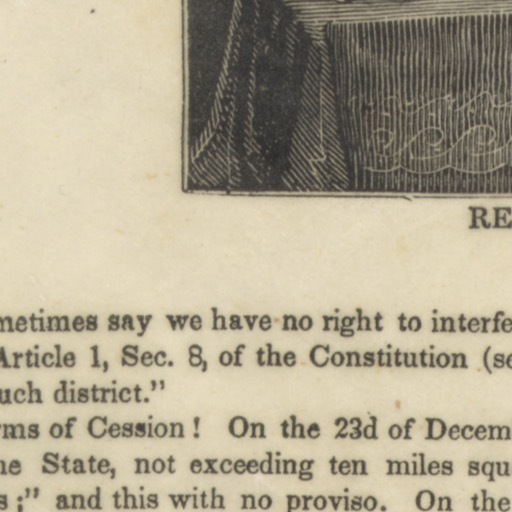 RE
metimes say we have no right to interfe
Article 1, Sec. 8, of the Constitution (se
uch district."
rms of Cession ! On the 23d of Decem
he State, not exceeding ten miles squ
s ;" and this with no proviso. On the